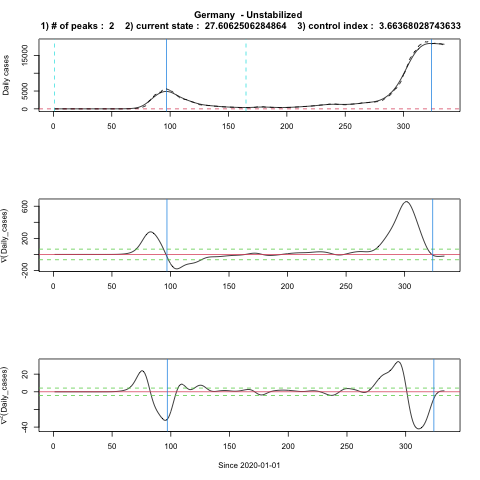 Germany - Unstabilized
1) # of peaks : 2 2) current state : 27.6062506284864 3) control index : 3.66368028743633
Daily cases
15000
5000
0
0 50 100 150 200 250 300
∇(Daily_cases)
600
200
-200
0 50 100 150 200 250 300
∇²(Daily_cases)
20
0
-40
0 50 100 150 200 250 300
Since 2020-01-01